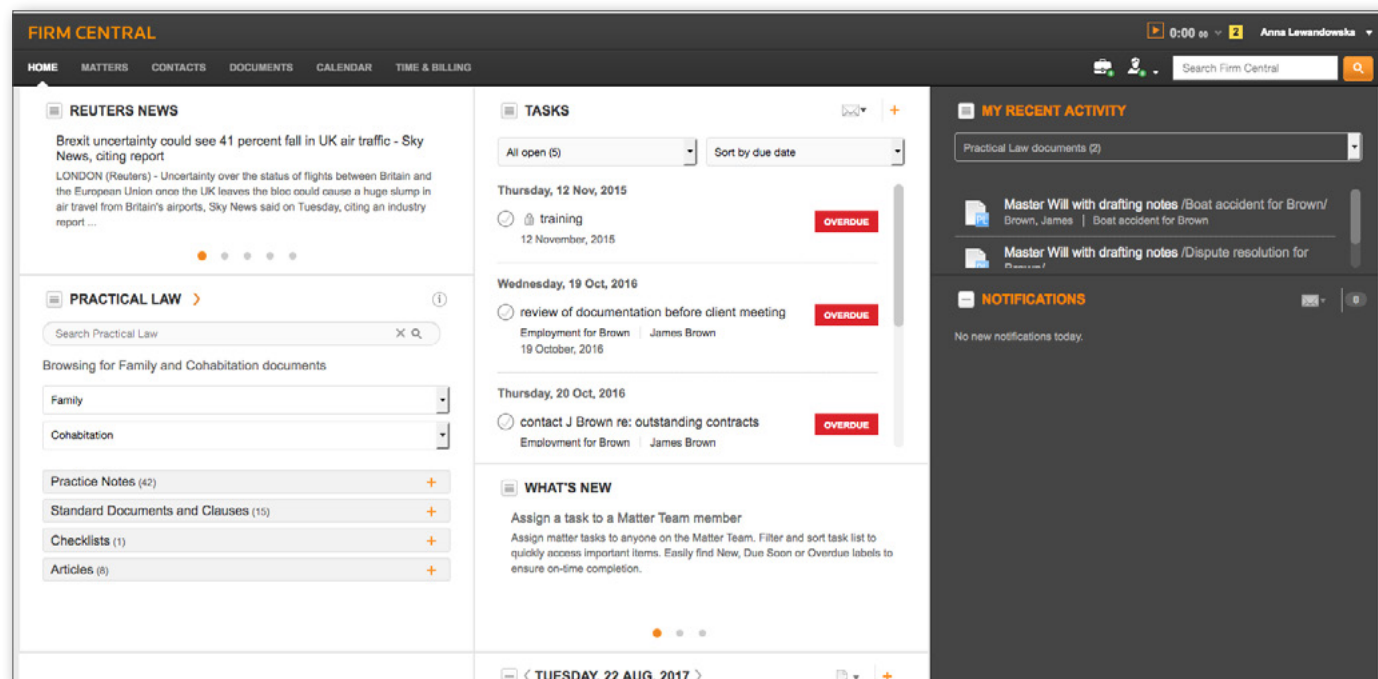 FIRM CENTRAL
0:00 00 2 Anna Lewandowska
HOME MATTERS CONTACTS DOCUMENTS CALENDAR TIME & BILLING
Search Firm Central
REUTERS NEWS
Brexit uncertainty could see 41 percent fall in UK air traffic - Sky
News, citing report
LONDON (Reuters) - Uncertainty over the status of flights between Britain and
the European Union once the UK leaves the bloc could cause a huge slump in
air travel from Britain's airports, Sky News said on Tuesday, citing an industry
report ...
PRACTICAL LAW
Search Practical Law
Browsing for Family and Cohabitation documents
Family
Cohabitation
Practice Notes (42)
Standard Documents and Clauses (15)
Checklists (1)
Articles (8)
TASKS
All open (5) Sort by due date
Thursday, 12 Nov, 2015
training OVERDUE
12 November, 2015
Wednesday, 19 Oct, 2016
review of documentation before client meeting OVERDUE
Employment for Brown | James Brown
19 October, 2016
Thursday, 20 Oct, 2016
contact J Brown re: outstanding contracts OVERDUE
Employment for Brown | James Brown
WHAT'S NEW
Assign a task to a Matter Team member
Assign matter tasks to anyone on the Matter Team. Filter and sort task list to
quickly access important items. Easily find New, Due Soon or Overdue labels to
ensure on-time completion.
TUESDAY, 22 AUG, 2017
MY RECENT ACTIVITY
Practical Law documents (2)
Master Will with drafting notes /Boat accident for Brown/
Brown, James | Boat accident for Brown
Master Will with drafting notes /Dispute resolution for
Brown/
NOTIFICATIONS 0
No new notifications today.